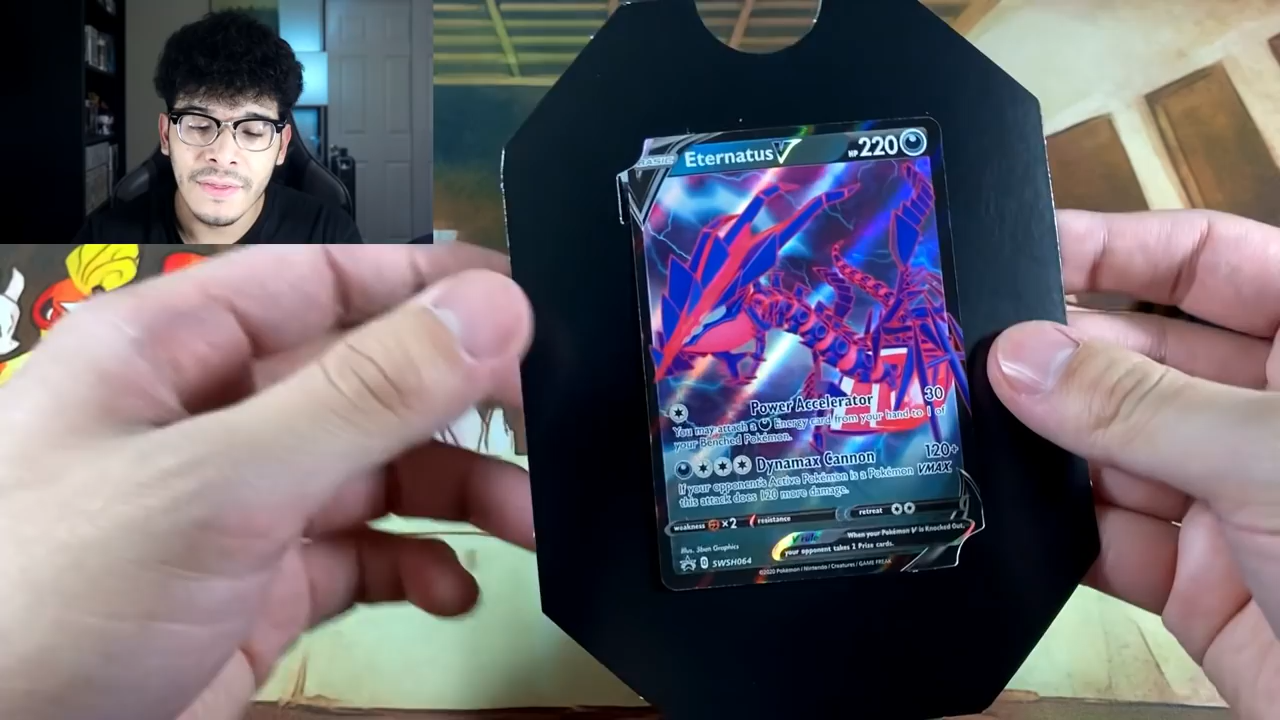 BASIC Eternatus V HP 220
Power Accelerator 30
You may attach a Energy card from your hand to 1 of
your Benched Pokémon.
Dynamax Cannon 120+
If your opponent's Active Pokémon is a Pokémon VMAX,
this attack does 120 more damage.
weakness ×2 resistance retreat
V rule When your Pokémon V is Knocked Out,
your opponent takes 2 Prize cards.
Illus. 5ban Graphics
D SWSH064 ©2020 Pokémon / Nintendo / Creatures / GAME FREAK